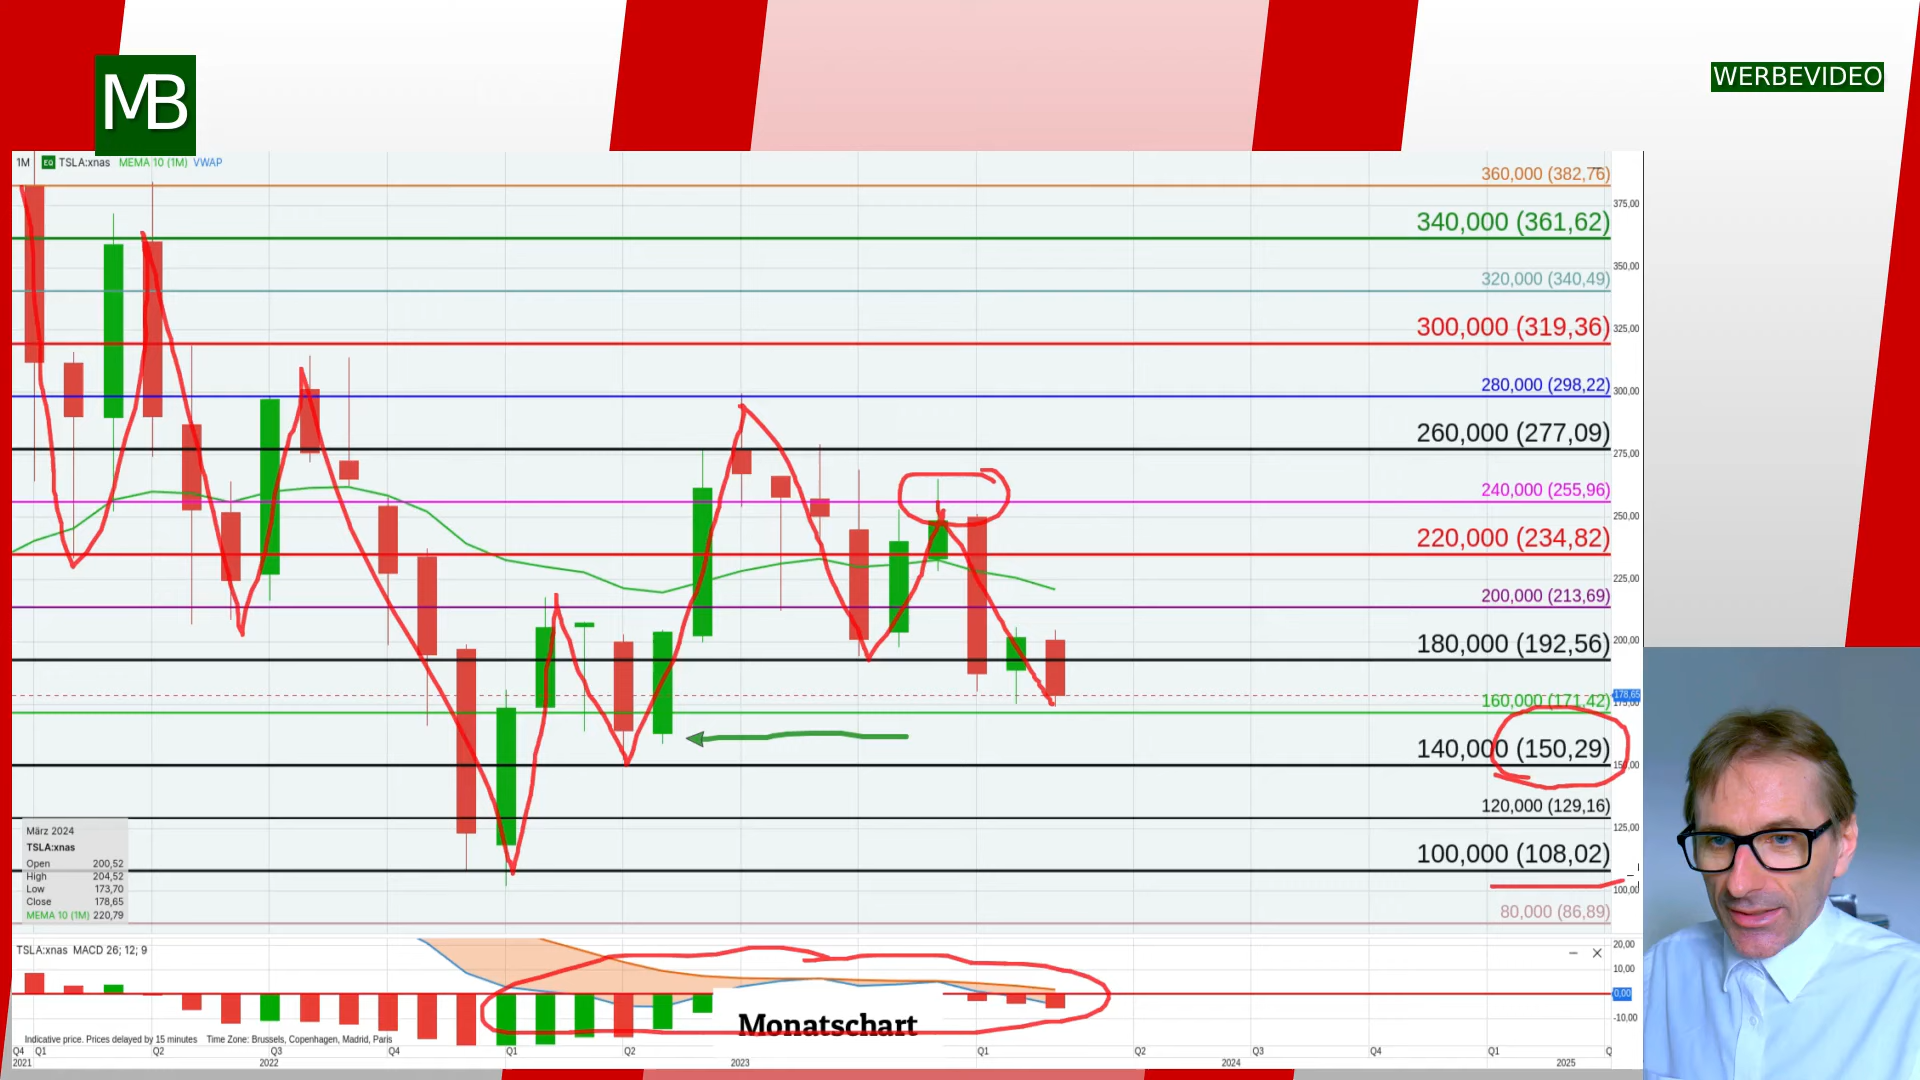 MB
WERBEVIDEO
1M EQ TSLA:xnas MEMA 10 (1M) VWAP
360,000 (382,76)
375,00
340,000 (361,62)
350,00
320,000 (340,49)
300,000 (319,36)
325,00
280,000 (298,22)
300,00
260,000 (277,09)
275,00
240,000 (255,96)
250,00
220,000 (234,82)
225,00
200,000 (213,69)
180,000 (192,56)
200,00
160,000 (171,42)
178,65
175,00
140,000 (150,29)
150,00
120,000 (129,16)
125,00
100,000 (108,02)
100,00
80,000 (86,89)
März 2024
TSLA:xnas
Open 200,52
High 204,52
Low 173,70
Close 178,65
MEMA 10 (1M) 220,79
TSLA:xnas MACD 26; 12; 9
20,00
10,00
0,00
-10,00
Monatschart
Indicative price. Prices delayed by 15 minutes Time Zone: Brussels, Copenhagen, Madrid, Paris
Q4 Q1 Q2 Q3 Q4 Q1 Q2 Q1 Q2 Q3 Q4 Q1 Q
2021 2022 2023 2024 2025